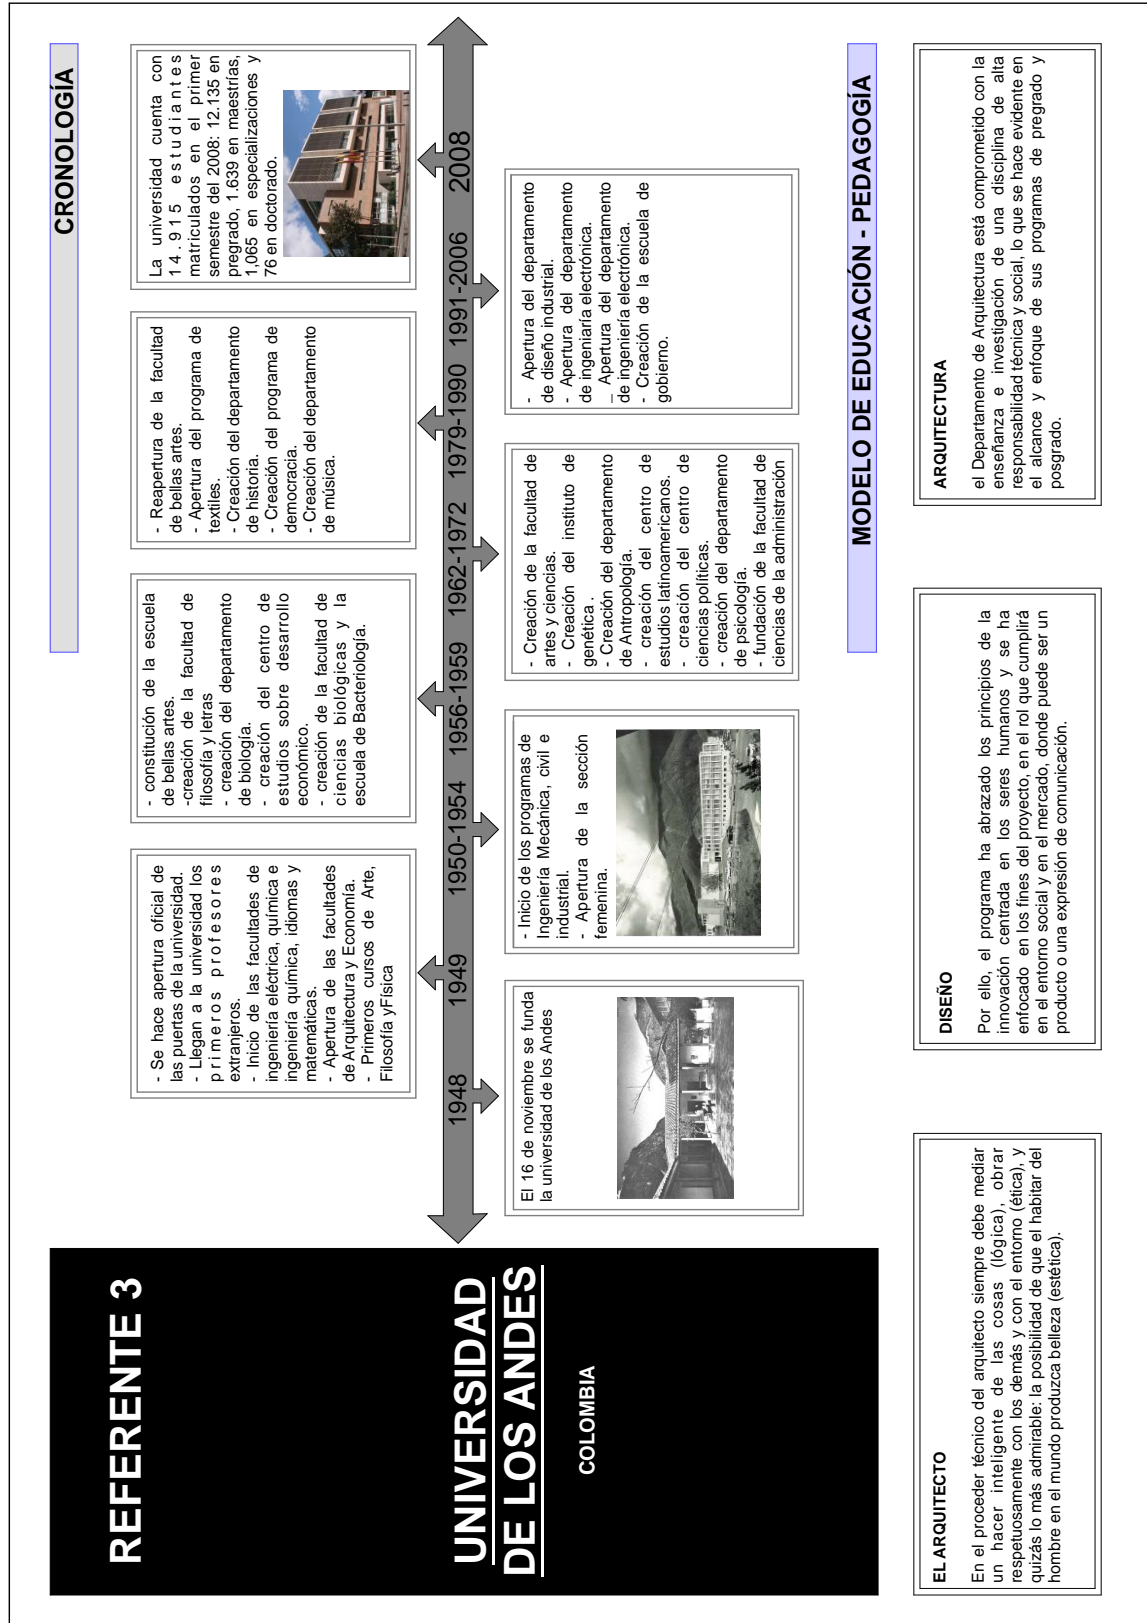 REFERENTE 3
UNIVERSIDAD
DE LOS ANDES
COLOMBIA
CRONOLOGÍA
1948
El 16 de noviembre se funda
la universidad de los Andes
1949
- Se hace apertura oficial de
las puertas de la universidad.
- Llegan a la universidad los
primeros profesores
extranjeros.
- Inicio de las facultades de
ingeniería eléctrica, química e
ingeniería química, idiomas y
matemáticas.
- Apertura de las facultades
de Arquitectura y Economía.
- Primeros cursos de Arte,
Filosofía yFísica
1950-1954
- Inicio de los programas de
Ingeniería Mecánica, civil e
industrial.
- Apertura de la sección
femenina.
1956-1959
- constitución de la escuela
de bellas artes.
-creación de la facultad de
filosofía y letras
- creación del departamento
de biología.
- creación del centro de
estudios sobre desarrollo
económico.
- creación de la facultad de
ciencias biológicas y la
escuela de Bacteriología.
1962-1972
- Creación de la facultad de
artes y ciencias.
- Creación del instituto de
genética .
- Creación del departamento
de Antropología.
- creación del centro de
estudios latinoamericanos.
- creación del centro de
ciencias políticas.
- creación del departamento
de psicología.
- fundación de la facultad de
ciencias de la administración
1979-1990
- Reapertura de la facultad
de bellas artes.
- Apertura del programa de
textiles.
- Creación del departamento
de historia.
- Creación del programa de
democracia.
- Creación del departamento
de música.
1991-2006
- Apertura del departamento
de diseño industrial.
- Apertura del departamento
de ingeniaría electrónica.
_ Apertura del departamento
de ingeniería electrónica.
- Creación de la escuela de
gobierno.
2008
La universidad cuenta con
14.915 estudiantes
matriculados en el primer
semestre del 2008: 12.135 en
pregrado, 1.639 en maestrías,
1,065 en especializaciones y
76 en doctorado.
MODELO DE EDUCACIÓN - PEDAGOGÍA
EL ARQUITECTO
En el proceder técnico del arquitecto siempre debe mediar
un hacer inteligente de las cosas (lógica), obrar
respetuosamente con los demás y con el entorno (ética), y
quizás lo más admirable: la posibilidad de que el habitar del
hombre en el mundo produzca belleza (estética).
DISEÑO
Por ello, el programa ha abrazado los principios de la
innovación centrada en los seres humanos y se ha
enfocado en los fines del proyecto, en el rol que cumplirá
en el entorno social y en el mercado, donde puede ser un
producto o una expresión de comunicación.
ARQUITECTURA
el Departamento de Arquitectura está comprometido con la
enseñanza e investigación de una disciplina de alta
responsabilidad técnica y social, lo que se hace evidente en
el alcance y enfoque de sus programas de pregrado y
posgrado.